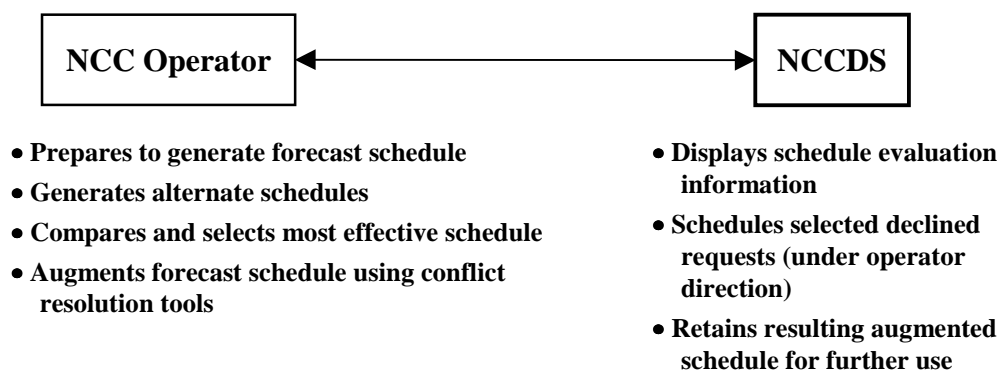 NCC Operator
NCCDS
• Prepares to generate forecast schedule
• Generates alternate schedules
• Compares and selects most effective schedule
• Augments forecast schedule using conflict
resolution tools
• Displays schedule evaluation
information
• Schedules selected declined
requests (under operator
direction)
• Retains resulting augmented
schedule for further use